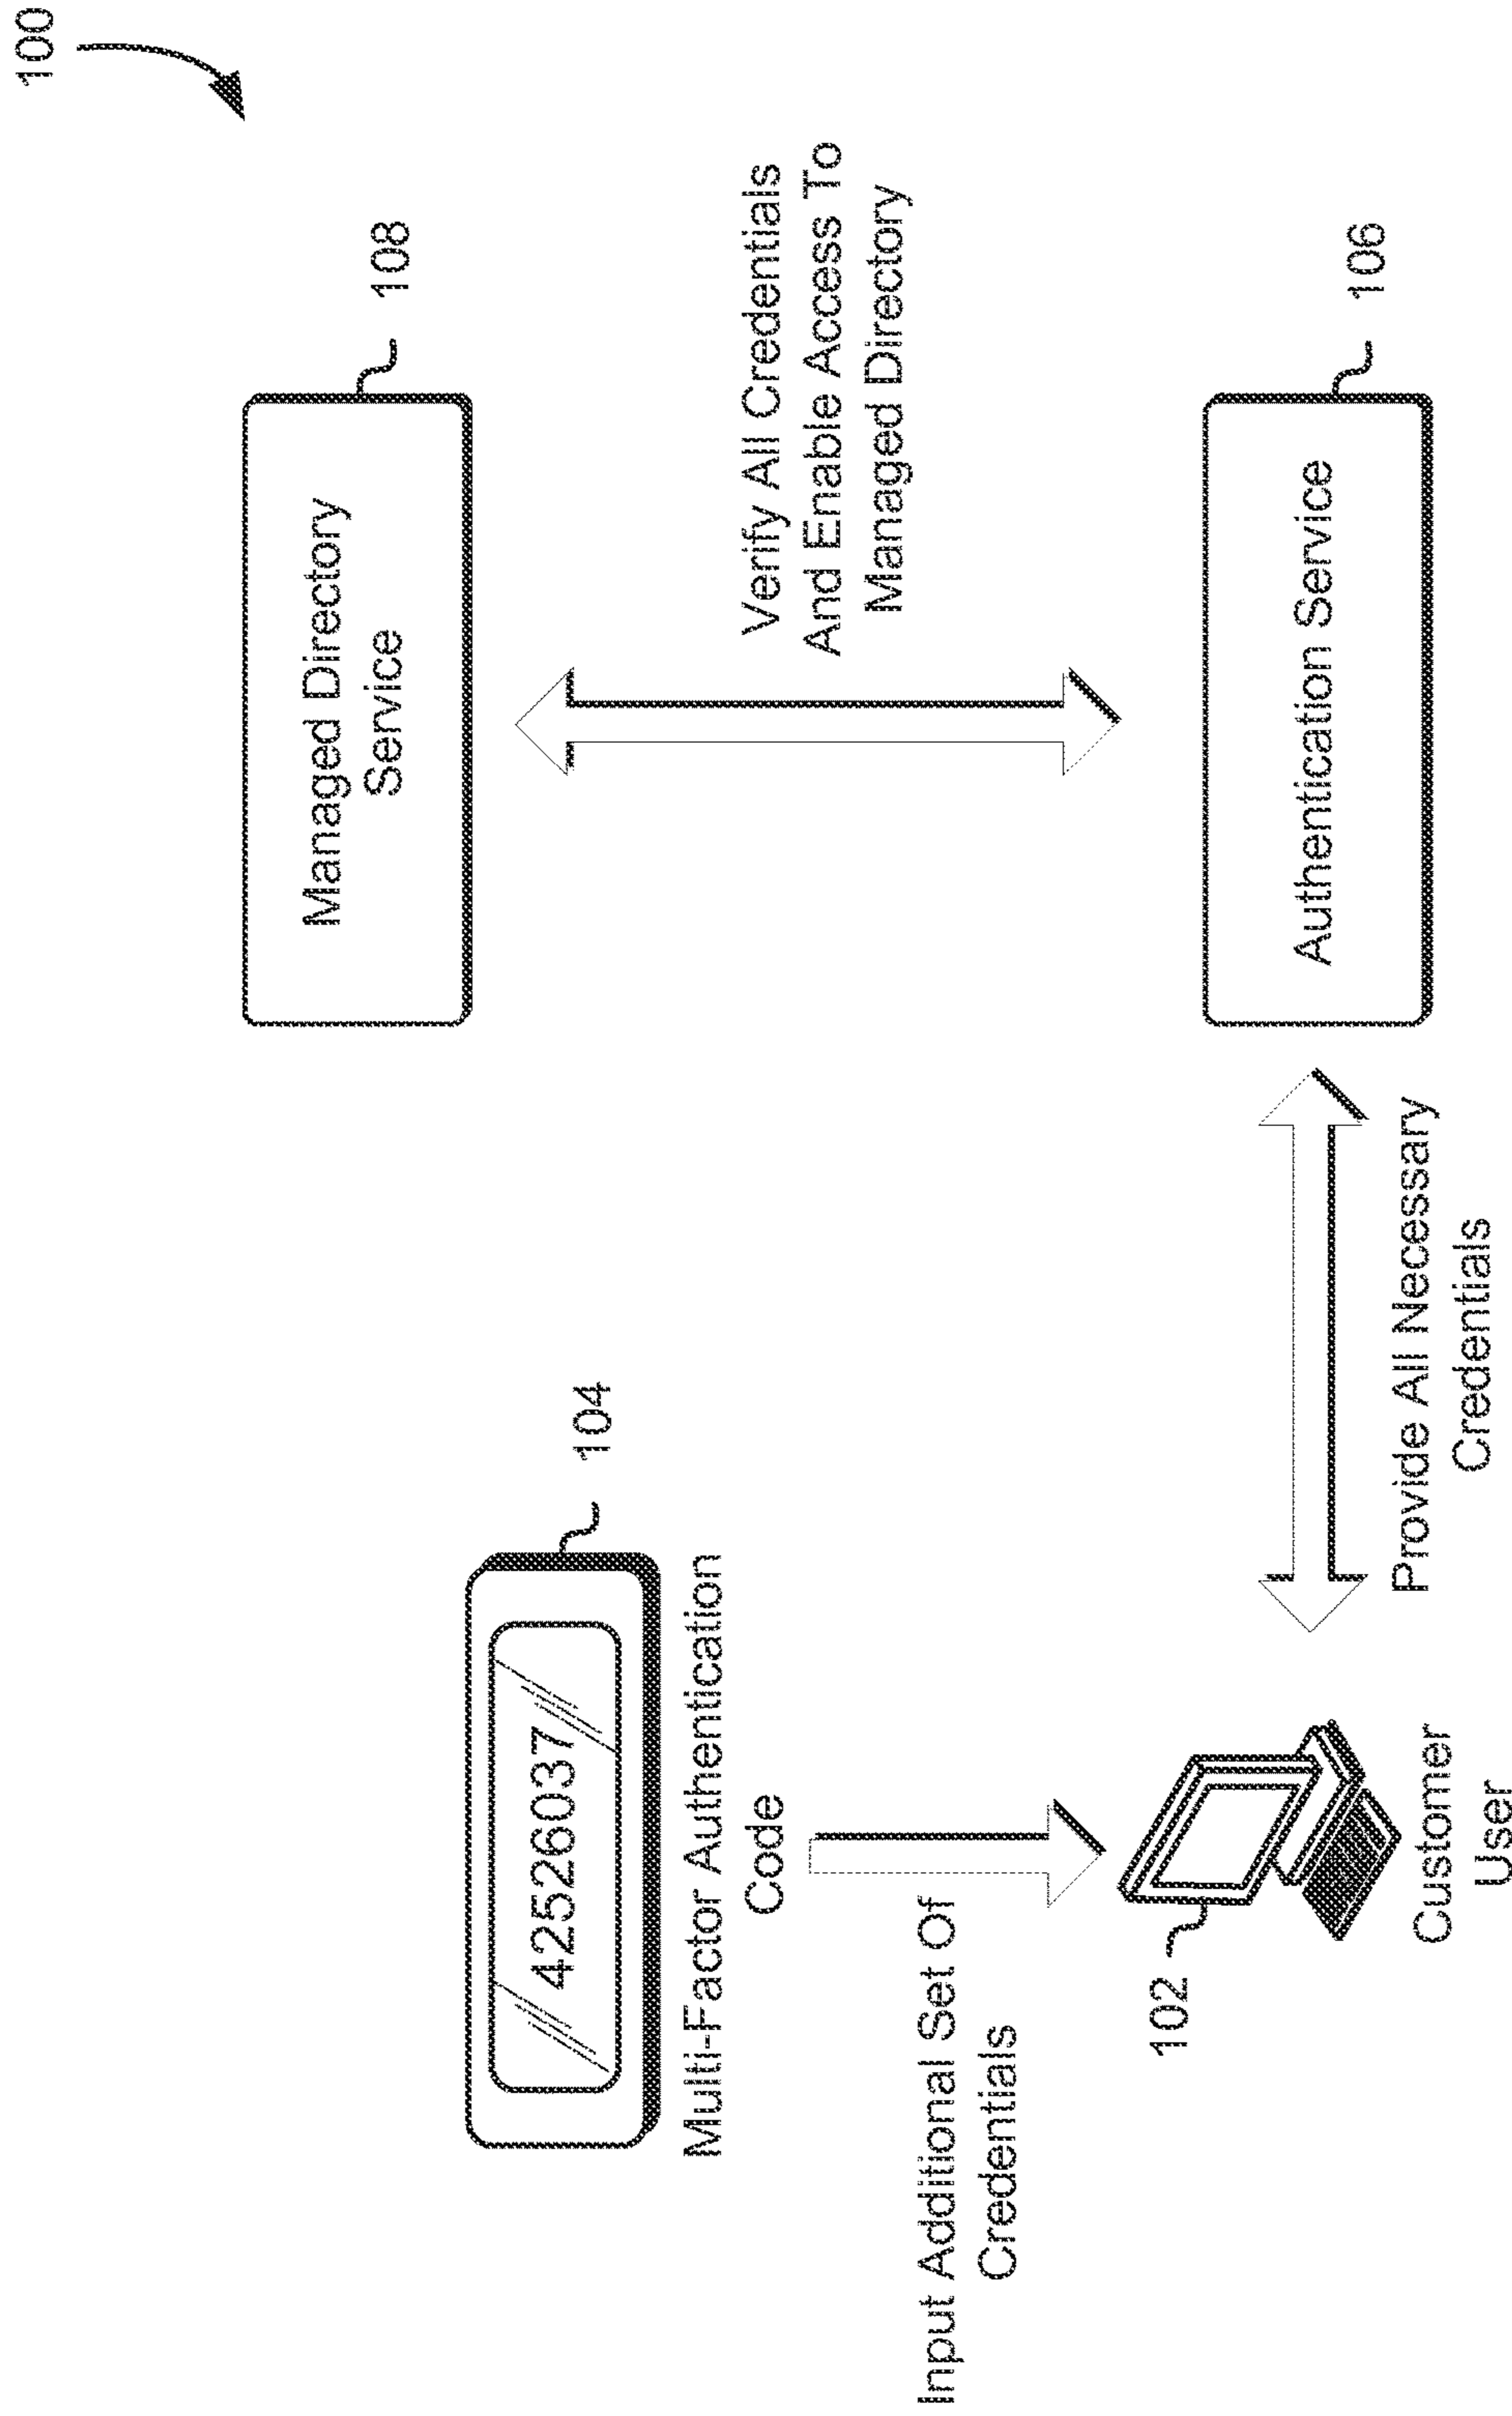 100
42526037
104
Multi-Factor Authentication
Code
Managed Directory
Service
108
Input Additional Set Of
Credentials
Verify All Credentials
And Enable Access To
Managed Directory
102
Customer
User
Provide All Necessary
Credentials
Authentication Service
106